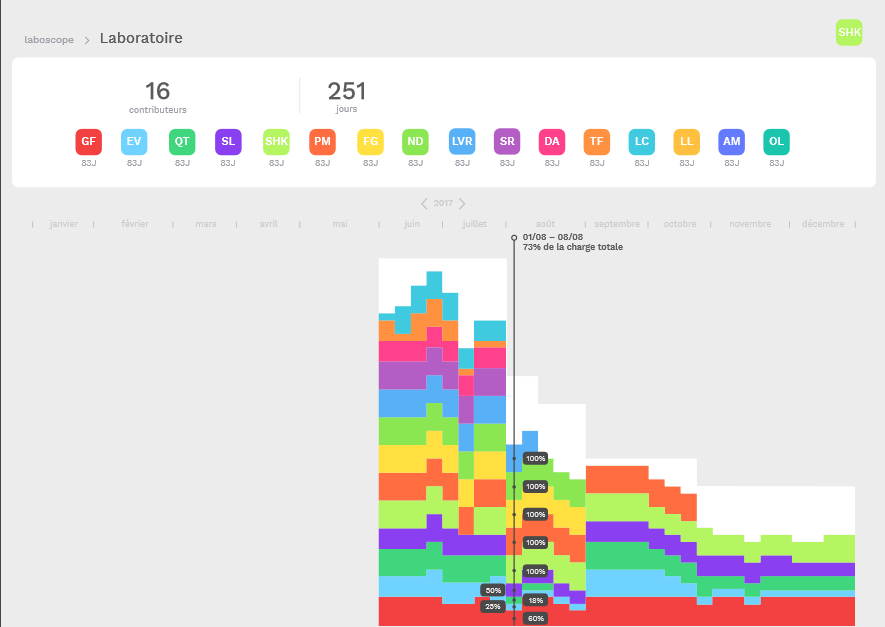 SHK
laboscope > Laboratoire
16 251
contributeurs jours
GF EV QT SL SHK PM FG ND LVR SR DA TF LC LL AM OL
83J 83J 83J 83J 83J 83J 83J 83J 83J 83J 83J 83J 83J 83J 83J 83J
2017
janvier février mars avril mai juin juillet août septembre octobre novembre décembre
01/08 – 08/08
73% de la charge totale
100%
100%
100%
100%
100%
50%
18%
25%
60%